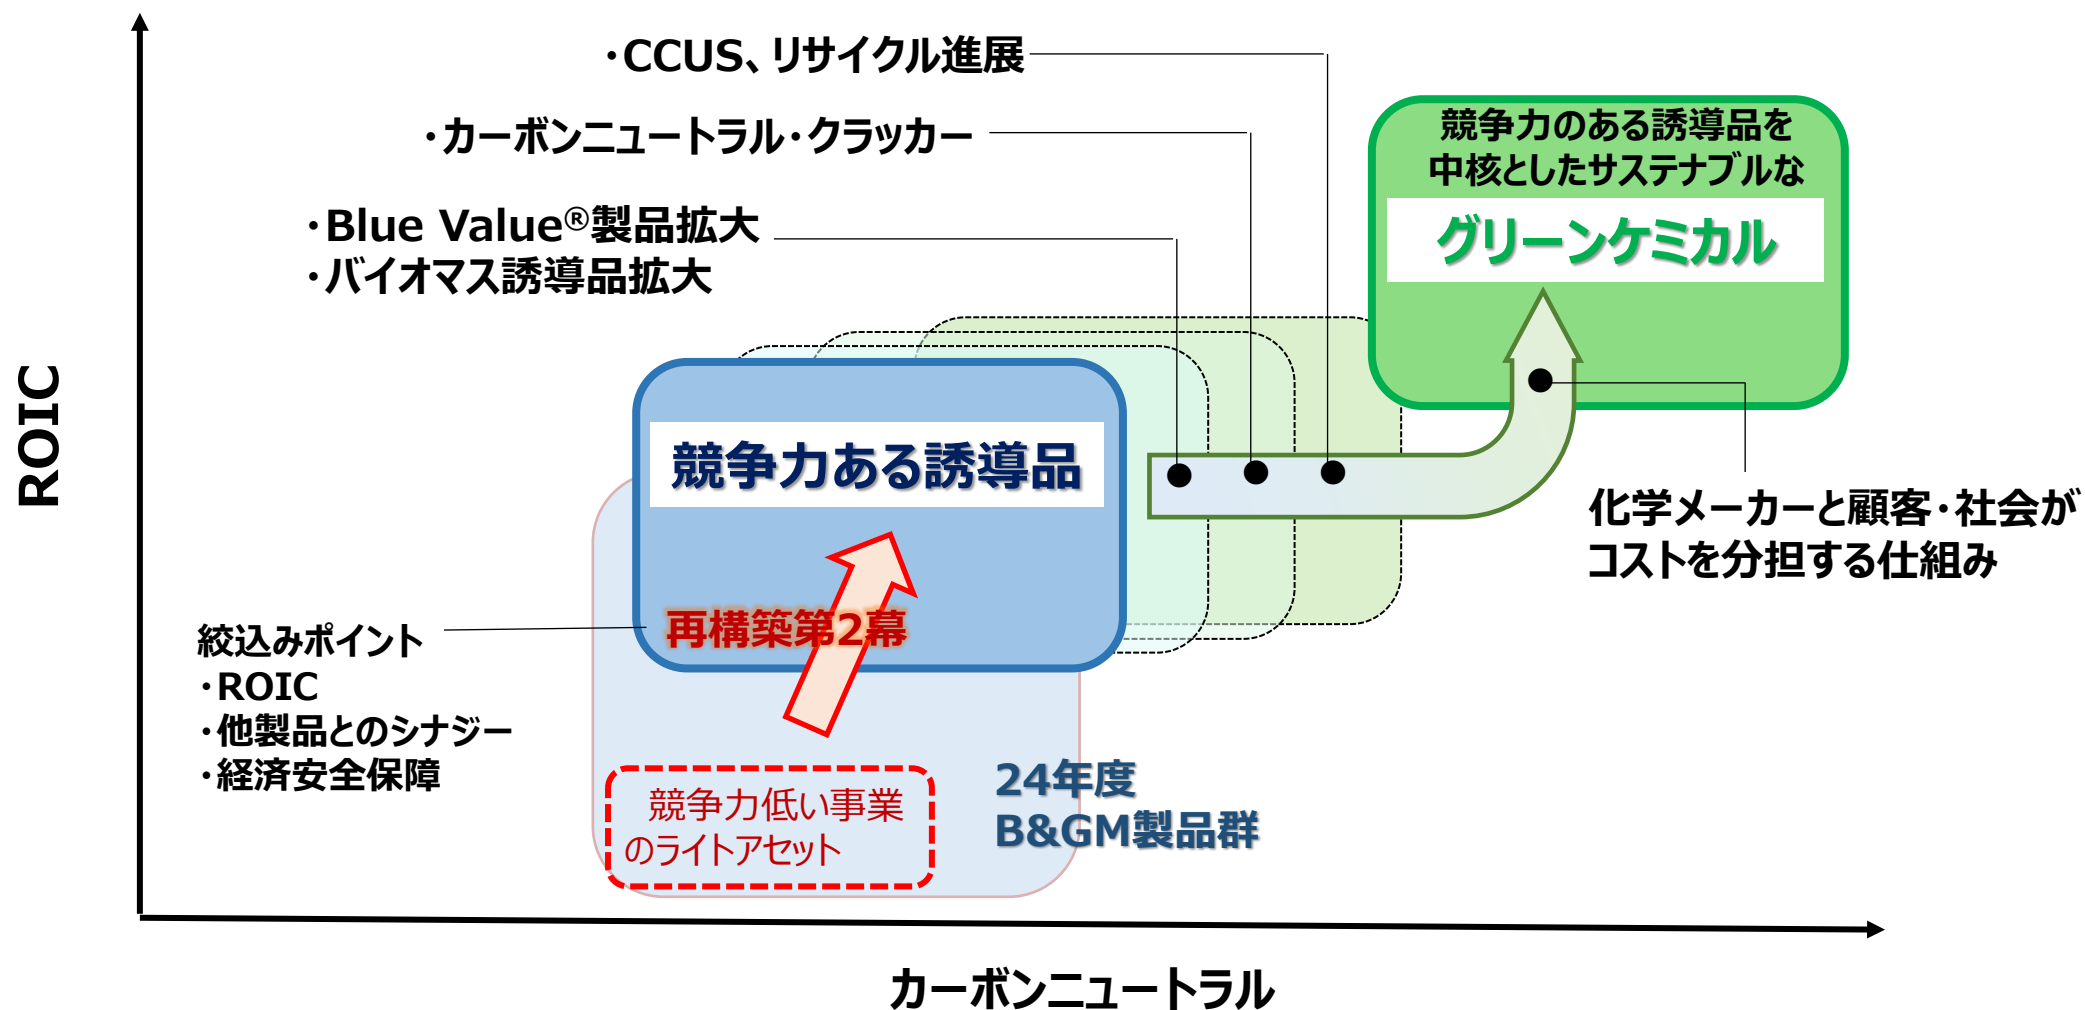 ・CCUS、リサイクル進展
・カーボンニュートラル・クラッカー
・Blue Value®製品拡大
・バイオマス誘導品拡大
競争力のある誘導品を
中核としたサステナブルな
グリーンケミカル
ROIC
競争力ある誘導品
化学メーカーと顧客・社会が
コストを分担する仕組み
再構築第2幕
絞込みポイント
・ROIC
・他製品とのシナジー
・経済安全保障
競争力低い事業
のライトアセット
24年度
B&GM製品群
カーボンニュートラル